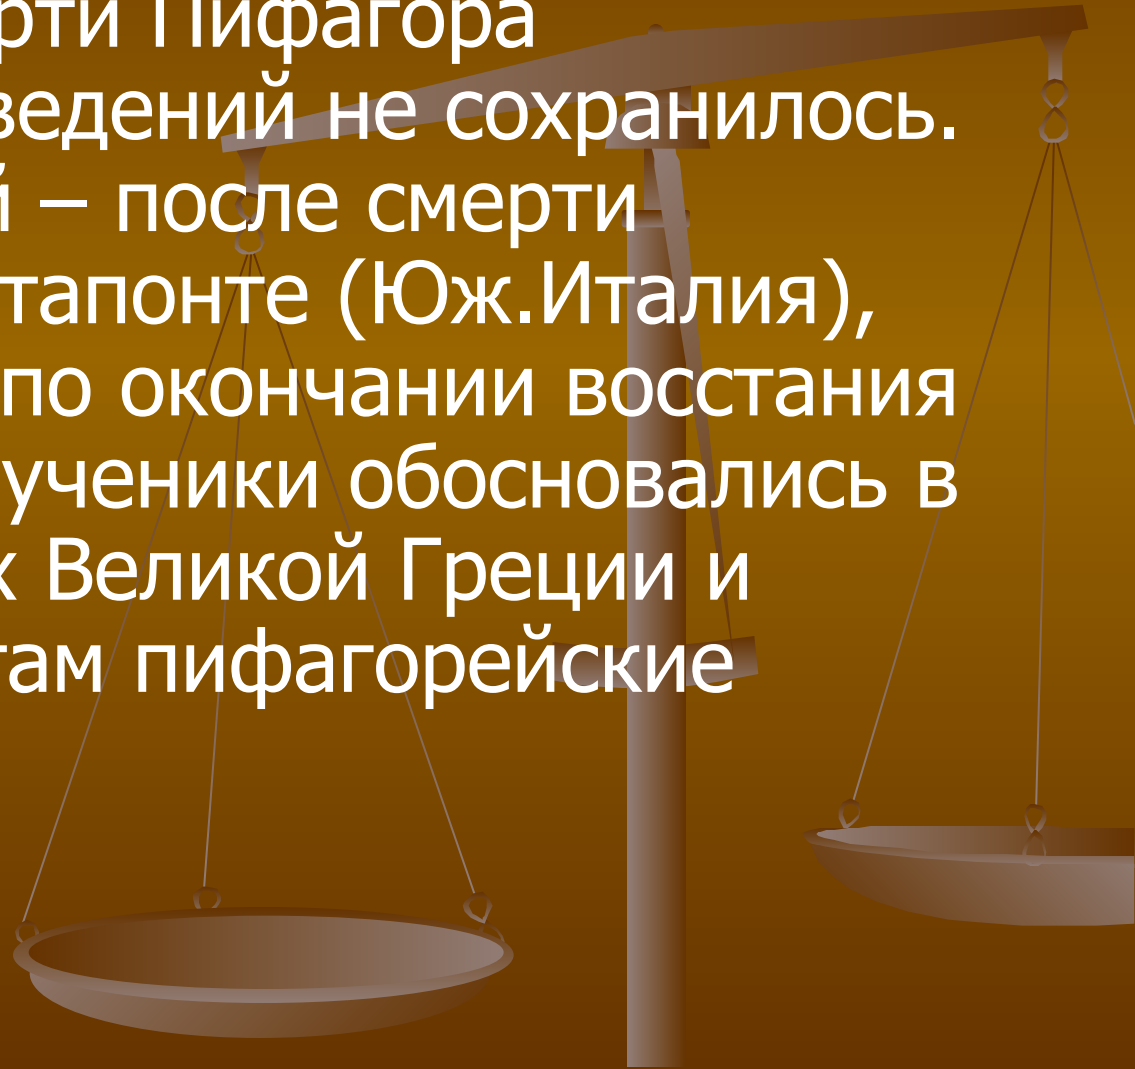 рти Пифагора
ведений не сохранилось.
й – после смерти
тапонте (Юж.Италия),
по окончании восстания
ученики обосновались в
х Великой Греции и
там пифагорейские